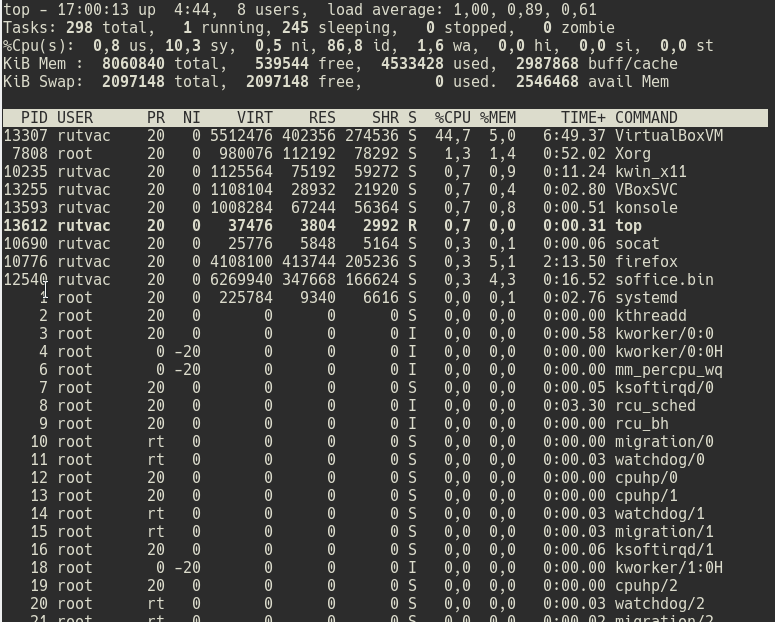 top - 17:00:13 up  4:44,  8 users,  load average: 1,00, 0,89, 0,61
Tasks: 298 total,   1 running, 245 sleeping,   0 stopped,   0 zombie
%Cpu(s):  0,8 us, 10,3 sy,  0,5 ni, 86,8 id,  1,6 wa,  0,0 hi,  0,0 si,  0,0 st
KiB Mem :  8060840 total,   539544 free,  4533428 used,  2987868 buff/cache
KiB Swap:  2097148 total,  2097148 free,        0 used.  2546468 avail Mem
  PID USER      PR  NI    VIRT    RES    SHR S  %CPU %MEM     TIME+ COMMAND
13307 rutvac    20   0 5512476 402356 274536 S  44,7  5,0   6:49.37 VirtualBoxVM
 7808 root      20   0  980076 112192  78292 S   1,3  1,4   0:52.02 Xorg
10235 rutvac    20   0 1125564  75192  59272 S   0,7  0,9   0:11.24 kwin_x11
13255 rutvac    20   0 1108104  28932  21920 S   0,7  0,4   0:02.80 VBoxSVC
13593 rutvac    20   0 1008284  67244  56364 S   0,7  0,8   0:00.51 konsole
13612 rutvac    20   0   37476   3804   2992 R   0,7  0,0   0:00.31 top
10690 rutvac    20   0   25776   5848   5164 S   0,3  0,1   0:00.06 socat
10776 rutvac    20   0 4108100 413744 205236 S   0,3  5,1   2:13.50 firefox
12540 rutvac    20   0 6269940 347668 166624 S   0,3  4,3   0:16.52 soffice.bin
    1 root      20   0  225784   9340   6616 S   0,0  0,1   0:02.76 systemd
    2 root      20   0       0      0      0 S   0,0  0,0   0:00.00 kthreadd
    3 root      20   0       0      0      0 I   0,0  0,0   0:00.58 kworker/0:0
    4 root       0 -20       0      0      0 I   0,0  0,0   0:00.00 kworker/0:0H
    6 root       0 -20       0      0      0 I   0,0  0,0   0:00.00 mm_percpu_wq
    7 root      20   0       0      0      0 S   0,0  0,0   0:00.05 ksoftirqd/0
    8 root      20   0       0      0      0 I   0,0  0,0   0:03.30 rcu_sched
    9 root      20   0       0      0      0 I   0,0  0,0   0:00.00 rcu_bh
   10 root      rt   0       0      0      0 S   0,0  0,0   0:00.00 migration/0
   11 root      rt   0       0      0      0 S   0,0  0,0   0:00.03 watchdog/0
   12 root      20   0       0      0      0 S   0,0  0,0   0:00.00 cpuhp/0
   13 root      20   0       0      0      0 S   0,0  0,0   0:00.00 cpuhp/1
   14 root      rt   0       0      0      0 S   0,0  0,0   0:00.03 watchdog/1
   15 root      rt   0       0      0      0 S   0,0  0,0   0:00.03 migration/1
   16 root      20   0       0      0      0 S   0,0  0,0   0:00.06 ksoftirqd/1
   18 root       0 -20       0      0      0 I   0,0  0,0   0:00.00 kworker/1:0H
   19 root      20   0       0      0      0 S   0,0  0,0   0:00.00 cpuhp/2
   20 root      rt   0       0      0      0 S   0,0  0,0   0:00.03 watchdog/2
   21 root      rt   0       0      0      0 S   0,0  0,0   0:00.02 migration/2